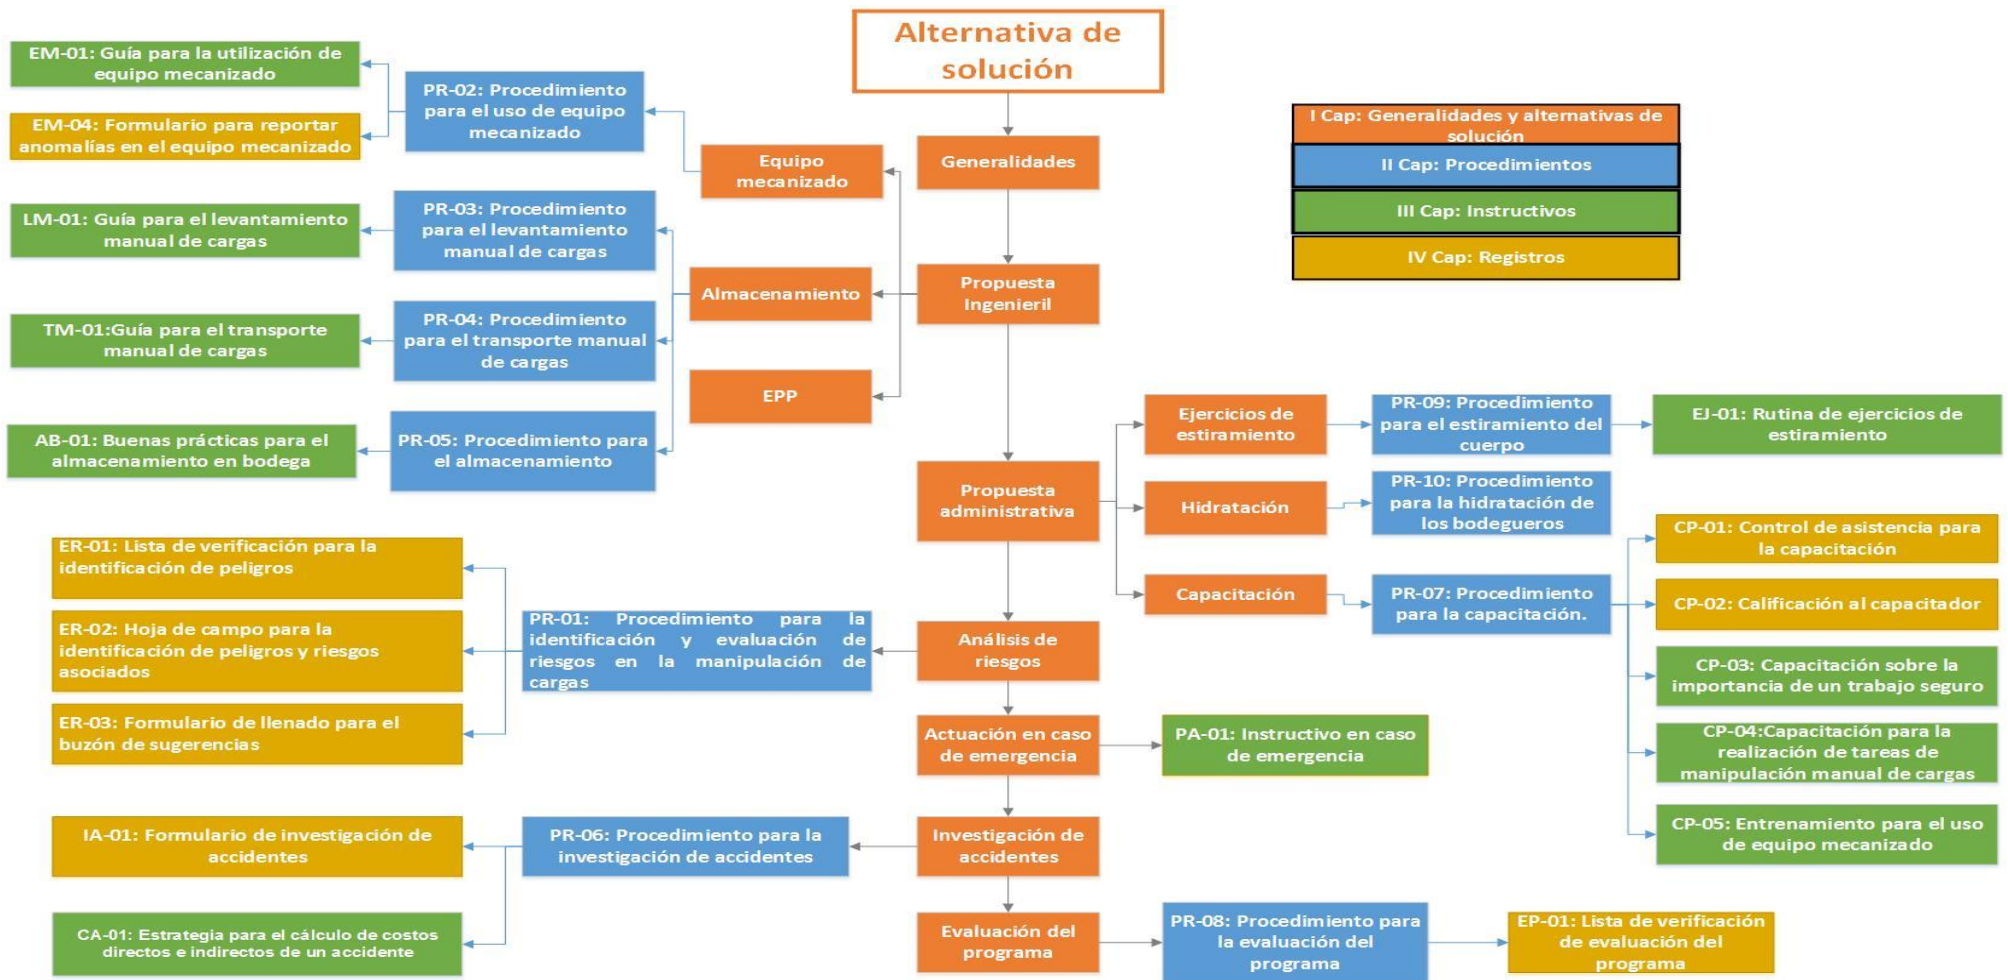 Alternativa de
solución
EM-01: Guía para la utilización de
equipo mecanizado
EM-04: Formulario para reportar
anomalías en el equipo mecanizado
PR-02: Procedimiento
para el uso de equipo
mecanizado
Equipo
mecanizado
Generalidades
I Cap: Generalidades y alternativas de
solución
II Cap: Procedimientos
III Cap: Instructivos
IV Cap: Registros
LM-01: Guía para el levantamiento
manual de cargas
PR-03: Procedimiento
para el levantamiento
manual de cargas
Almacenamiento
Propuesta
Ingenieril
TM-01:Guía para el transporte
manual de cargas
PR-04: Procedimiento
para el transporte manual
de cargas
EPP
AB-01: Buenas prácticas para el
almacenamiento en bodega
PR-05: Procedimiento para
el almacenamiento
Ejercicios de
estiramiento
PR-09: Procedimiento
para el estiramiento del
cuerpo
EJ-01: Rutina de ejercicios de
estiramiento
Propuesta
administrativa
Hidratación
PR-10: Procedimiento
para la hidratación de
los bodegueros
Capacitación
PR-07: Procedimiento
para la capacitación.
CP-01: Control de asistencia para
la capacitación
CP-02: Calificación al capacitador
CP-03: Capacitación sobre la
importancia de un trabajo seguro
CP-04:Capacitación para la
realización de tareas de
manipulación manual de cargas
CP-05: Entrenamiento para el uso
de equipo mecanizado
ER-01: Lista de verificación para la
identificación de peligros
ER-02: Hoja de campo para la
identificación de peligros y riesgos
asociados
ER-03: Formulario de llenado para el
buzón de sugerencias
PR-01: Procedimiento para la
identificación y evaluación de
riesgos en la manipulación de
cargas
Análisis de
riesgos
Actuación en caso
de emergencia
PA-01: Instructivo en caso
de emergencia
IA-01: Formulario de investigación de
accidentes
PR-06: Procedimiento para la
investigación de accidentes
Investigación de
accidentes
CA-01: Estrategia para el cálculo de costos
directos e indirectos de un accidente
Evaluación del
programa
PR-08: Procedimiento para
la evaluación del
programa
EP-01: Lista de verificación
de evaluación del
programa